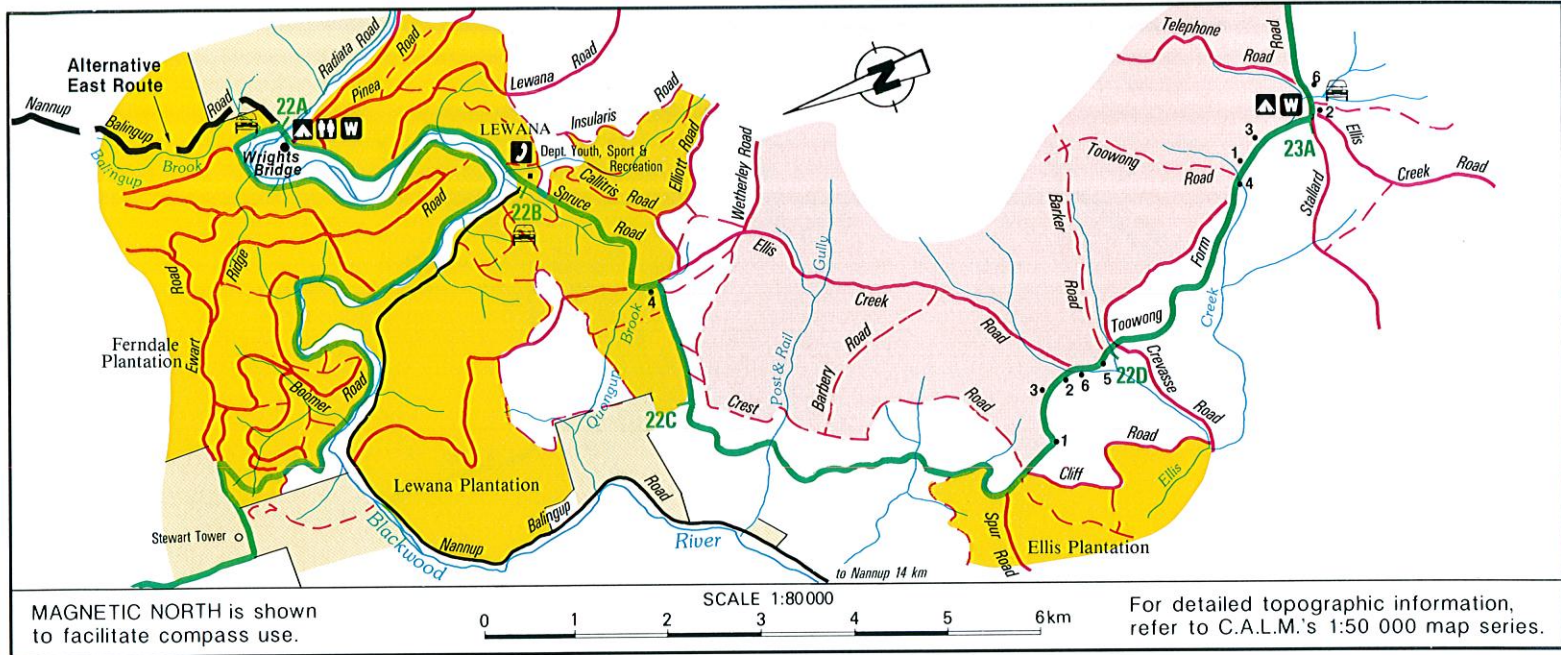 Alternative
East Route
Nannup
Balingup
Road
Balingup
Brook
22A
Radiata Road
Pinea
Road
W
Wrights
Bridge
Lewana
Road
LEWANA
Dept. Youth, Sport &
Recreation
Insularis
Road
Callitris
Road
Elliott Road
22B
Spruce
Road
Wetherley Road
N
Telephone
Road
Road
6
W
2
23A
3
1
4
Ellis
Creek
Road
Stallard
Toowong
Road
Barker
Road
Form
Creek
Toowong
Ellis
Creek
Road
Gully
Post & Rail
Barbery
Road
Crest
Road
4
Brook
Quongup
22C
Road
Ridge
Road
Ewart
Ferndale
Plantation
Boomer
Road
Stewart Tower
Lewana Plantation
Blackwood
Nannup
Balingup
Road
River
to Nannup 14 km
3
2
6
5
22D
1
Crevasse
Road
Cliff
Road
Ellis
Spur
Road
Ellis Plantation
MAGNETIC NORTH is shown
to facilitate compass use.
SCALE 1:80 000
0 1 2 3 4 5 6km
For detailed topographic information,
refer to C.A.L.M.'s 1:50 000 map series.